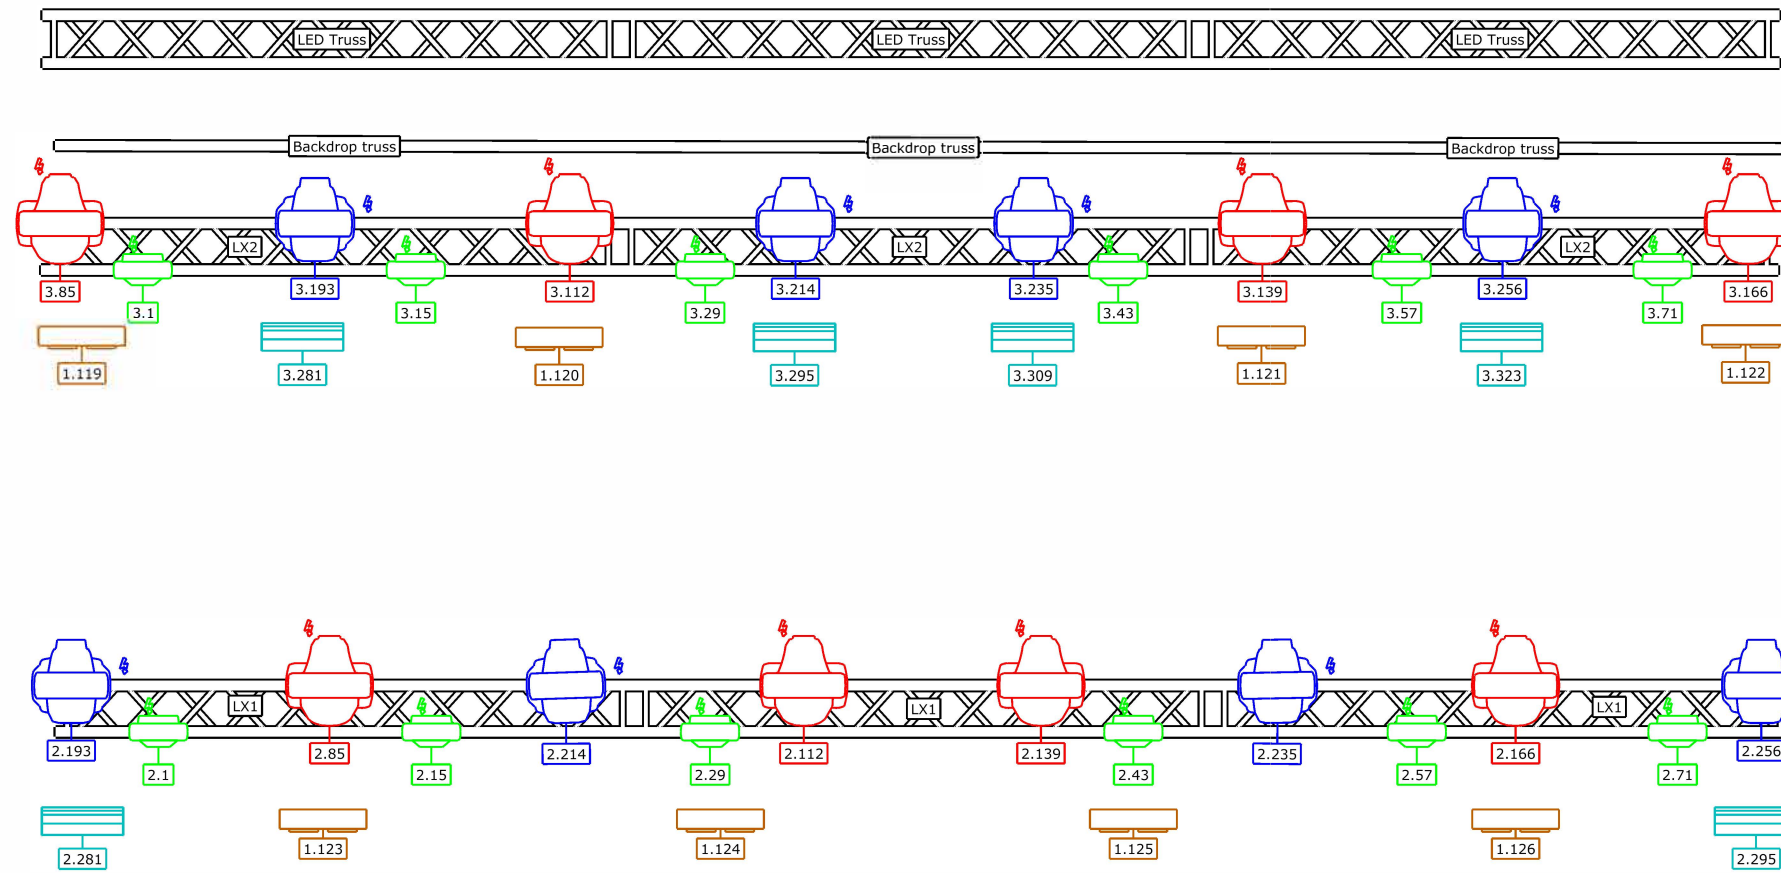 LED Truss LED Truss LED Truss
Backdrop truss Backdrop truss Backdrop truss
LX2 LX2 LX2
3.85 3.193 3.112 3.214 3.235 3.139 3.256 3.166
3.1 3.15 3.29 3.43 3.57 3.71
1.119 3.281 1.120 3.295 3.309 1.121 3.323 1.122
LX1 LX1 LX1
2.193 2.85 2.214 2.112 2.139 2.235 2.166 2.256
2.1 2.15 2.29 2.43 2.57 2.71
2.281 1.123 1.124 1.125 1.126 2.295